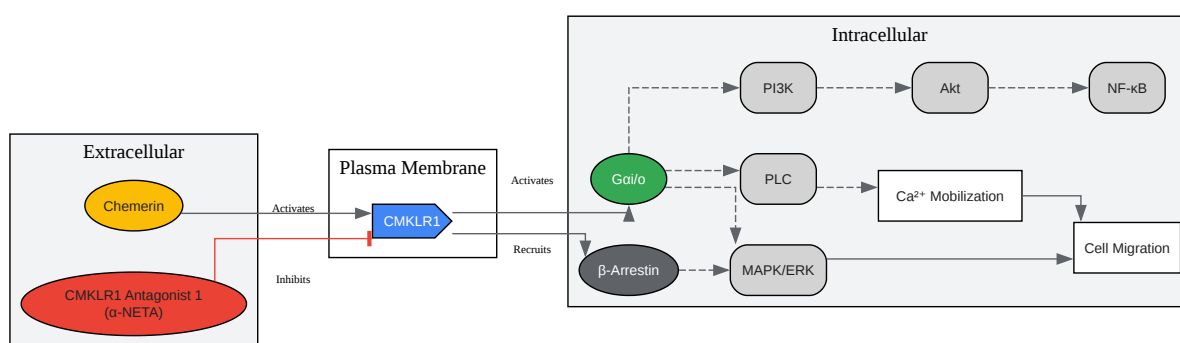 Intracellular
PI3K
Akt
NF-κB
Extracellular
Plasma Membrane
Chemerin
Activates
CMKLR1
Activates
Gαi/o
PLC
Ca²⁺ Mobilization
Recruits
β-Arrestin
MAPK/ERK
Cell Migration
Inhibits
CMKLR1 Antagonist 1
(α-NETA)